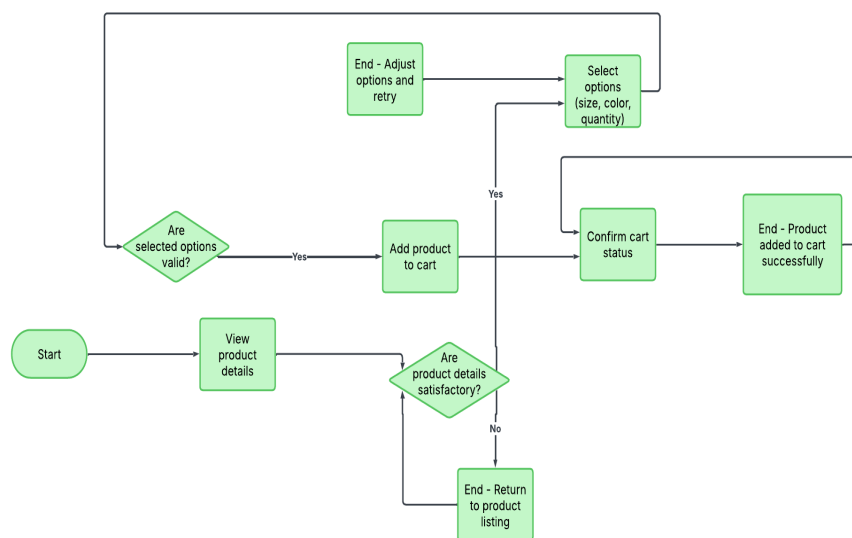 End - Adjust
options and
retry
Select
options
(size, color,
quantity)
Yes
Are
selected options
valid?
Yes
Add product
to cart
Confirm cart
status
End - Product
added to cart
successfully
Start
View
product
details
Are
product details
satisfactory?
No
End - Return
to product
listing